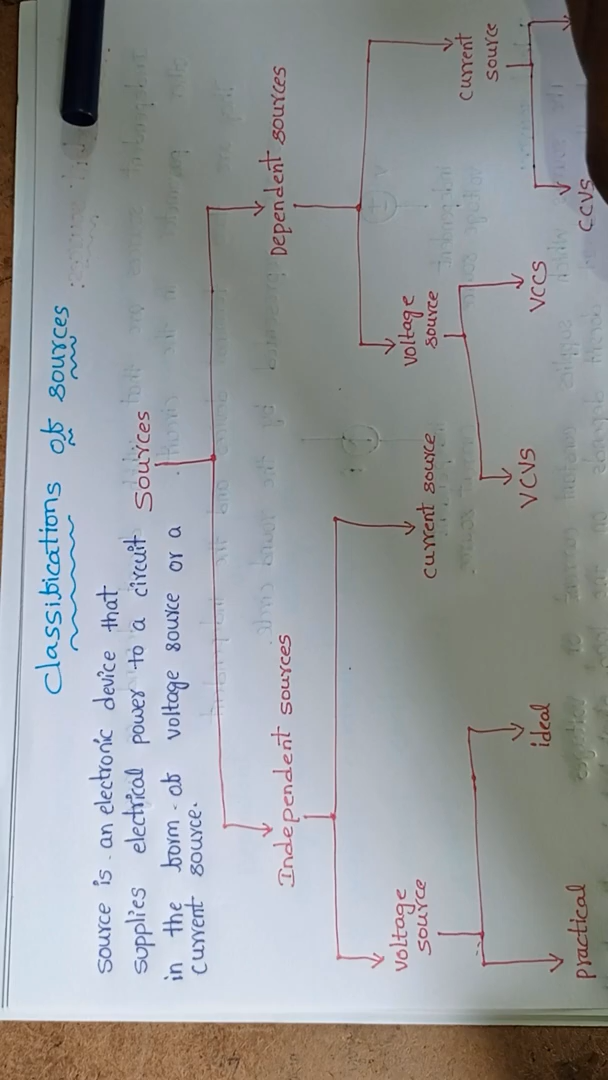 classifications of sources
source is an electronic device that
supplies electrical power to a circuit
in the form of voltage source or a
current source.
Sources
Independent sources
Dependent sources
voltage
source
current source
voltage
source
current
source
practical
ideal
VCVS
VCCS
CCVS